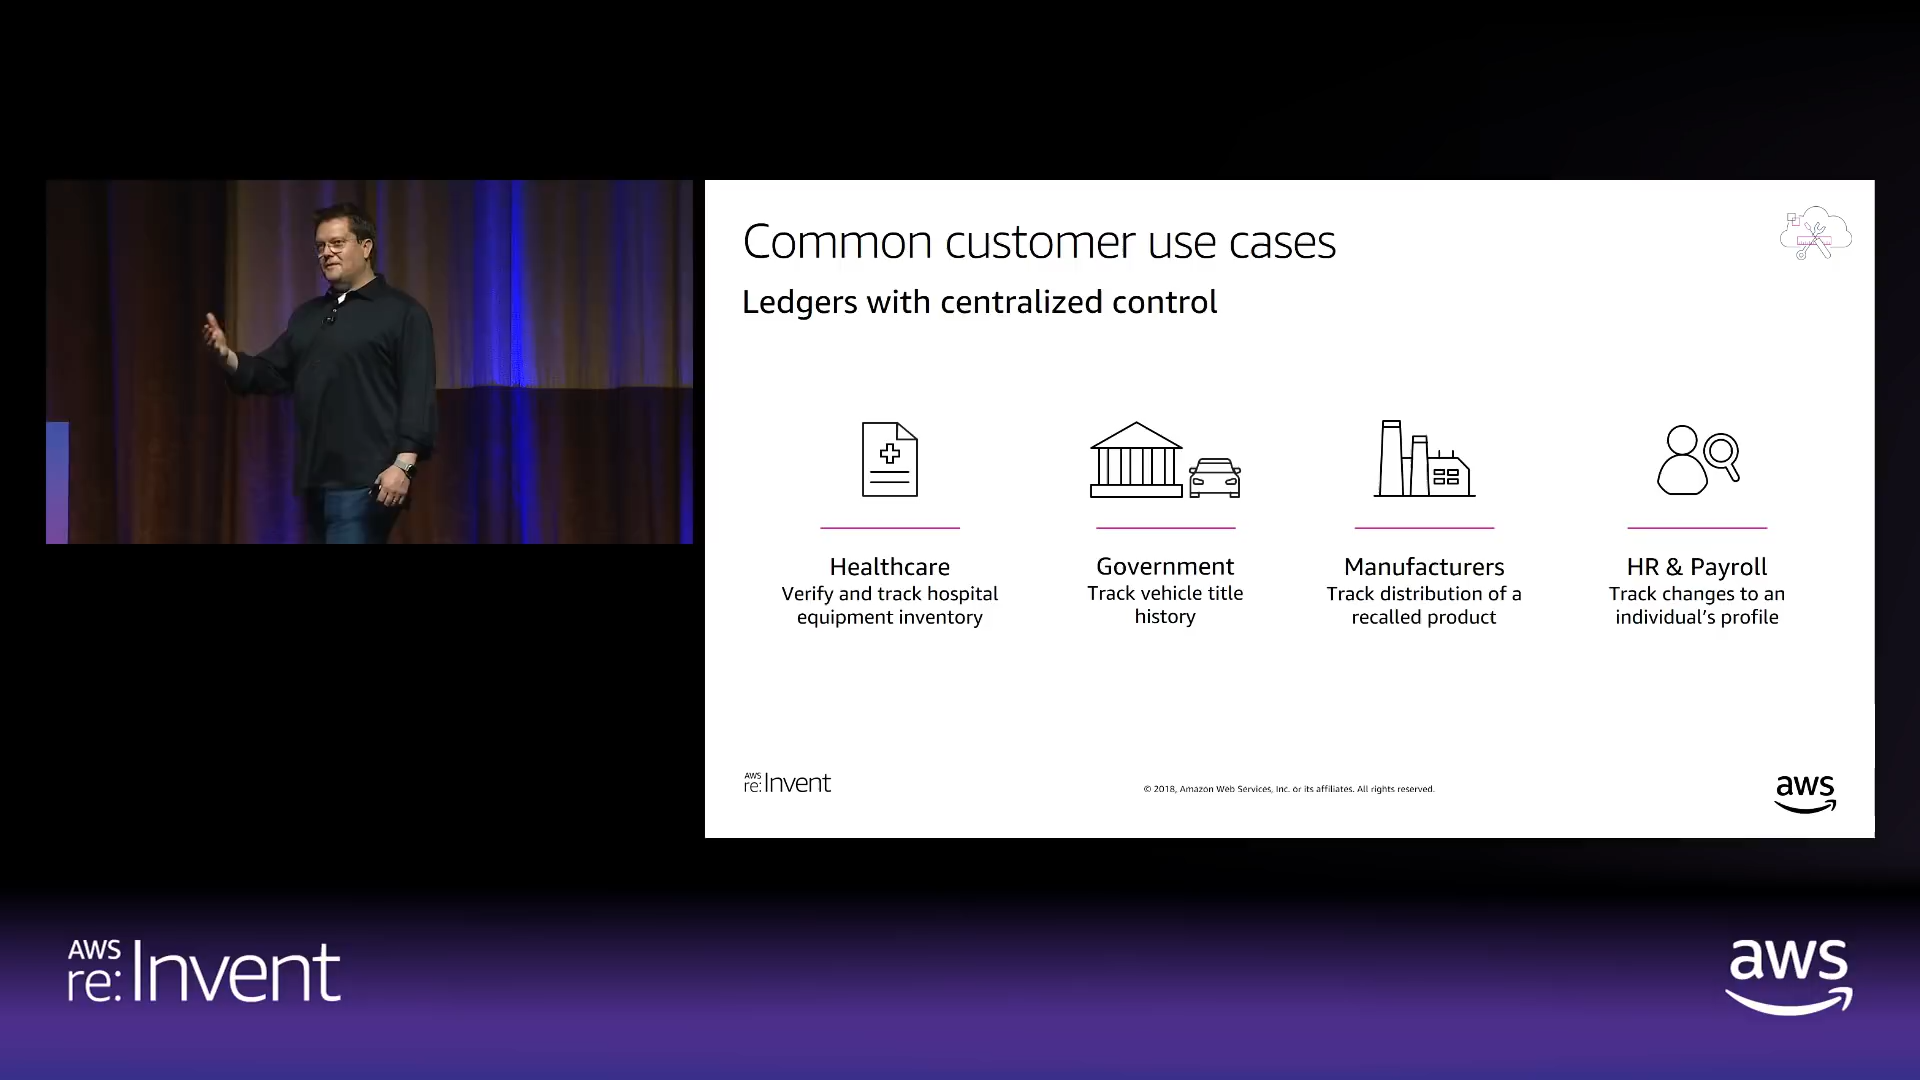 Common customer use cases
Ledgers with centralized control
Healthcare
Verify and track hospital
equipment inventory
Government
Track vehicle title
history
Manufacturers
Track distribution of a
recalled product
HR & Payroll
Track changes to an
individual's profile
AWS
re:Invent
© 2018, Amazon Web Services, Inc. or its affiliates. All rights reserved.
aws
AWS
re:Invent
aws